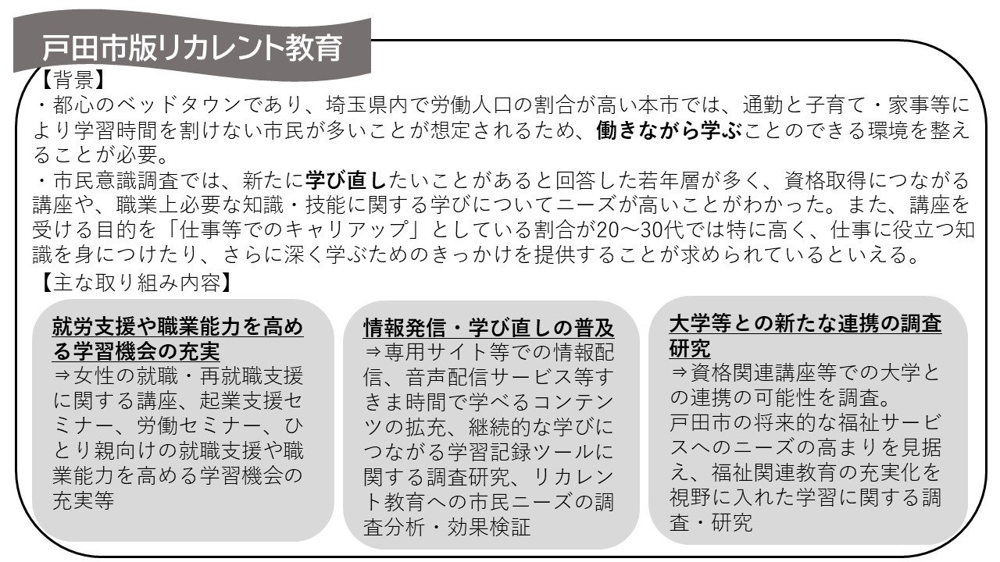 戸田市版リカレント教育
【背景】
・都心のベッドタウンであり、埼玉県内で労働人口の割合が高い本市では、通勤と子育て・家事等に
より学習時間を割けない市民が多いことが想定されるため、働きながら学ぶことのできる環境を整え
ることが必要。
・市民意識調査では、新たに学び直したいことがあると回答した若年層が多く、資格取得につながる
講座や、職業上必要な知識・技能に関する学びについてニーズが高いことがわかった。また、講座を
受ける目的を「仕事等でのキャリアップ」としている割合が20～30代では特に高く、仕事に役立つ知
識を身につけたり、さらに深く学ぶためのきっかけを提供することが求められているといえる。
【主な取り組み内容】
就労支援や職業能力を高め
る学習機会の充実
⇒女性の就職・再就職支援
に関する講座、起業支援セ
ミナー、労働セミナー、ひ
とり親向けの就職支援や職
業能力を高める学習機会の
充実等
情報発信・学び直しの普及
⇒専用サイト等での情報配
信、音声配信サービス等す
きま時間で学べるコンテン
ツの拡充、継続的な学びに
つながる学習記録ツールに
関する調査研究、リカレン
ト教育への市民ニーズの調
査分析・効果検証
大学等との新たな連携の調査
研究
⇒資格関連講座等での大学と
の連携の可能性を調査。
戸田市の将来的な福祉サービ
スへのニーズの高まりを見据
え、福祉関連教育の充実化を
視野に入れた学習に関する調
査・研究